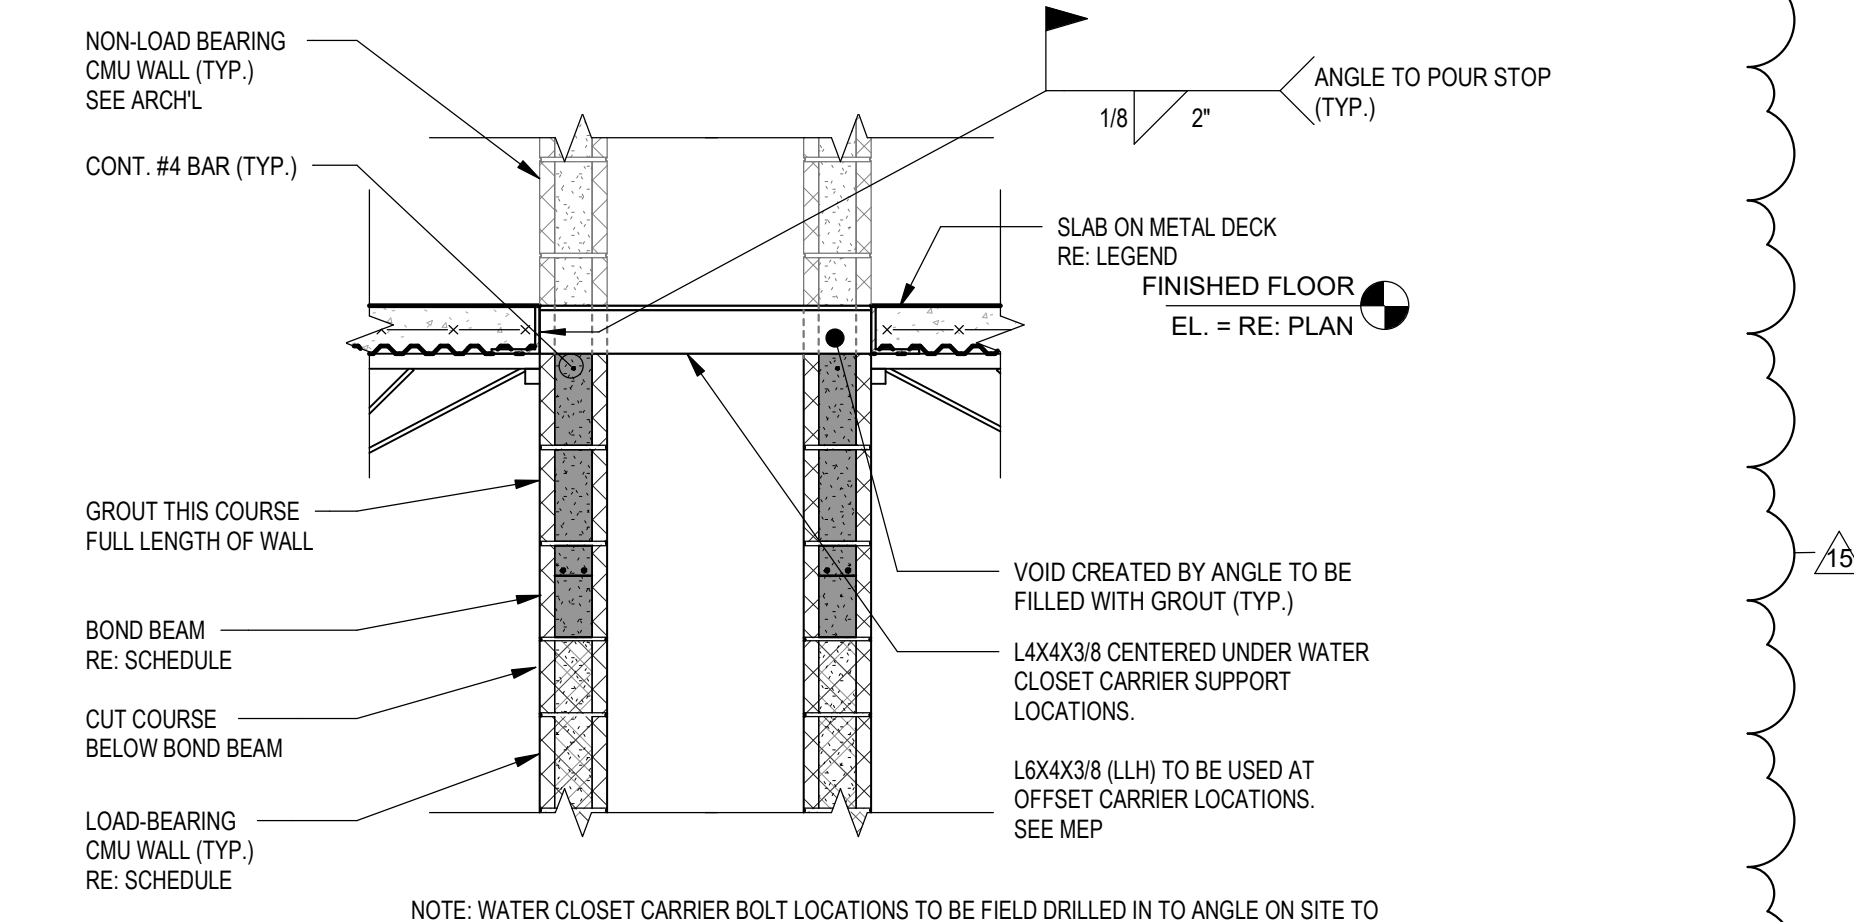 NON-LOAD BEARING
CMU WALL (TYP.)
SEE ARCH'L
CONT. #4 BAR (TYP.)
GROUT THIS COURSE
FULL LENGTH OF WALL
BOND BEAM
RE: SCHEDULE
CUT COURSE
BELOW BOND BEAM
LOAD-BEARING
CMU WALL (TYP.)
RE: SCHEDULE
1/8 2"
ANGLE TO POUR STOP
(TYP.)
SLAB ON METAL DECK
RE: LEGEND
FINISHED FLOOR
EL. = RE: PLAN
VOID CREATED BY ANGLE TO BE
FILLED WITH GROUT (TYP.)
L4X4X3/8 CENTERED UNDER WATER
CLOSET CARRIER SUPPORT
LOCATIONS.
L6X4X3/8 (LLH) TO BE USED AT
OFFSET CARRIER LOCATIONS.
SEE MEP
15
NOTE: WATER CLOSET CARRIER BOLT LOCATIONS TO BE FIELD DRILLED IN TO ANGLE ON SITE TO